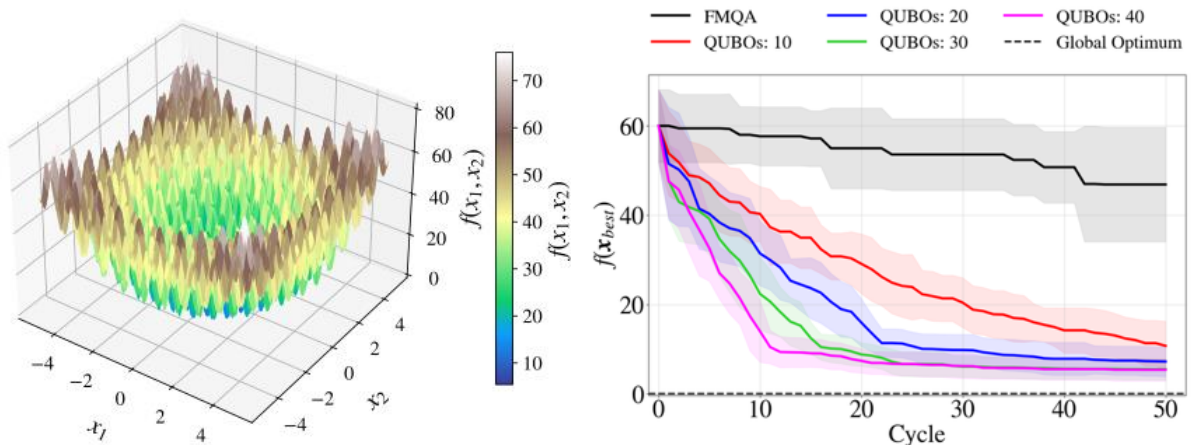 80
60
40
20
0
f(x₁, x₂)
−4
−2
0
2
4
x₁
−4
−2
0
2
4
x₂
70
60
50
40
30
20
10
f(x₁, x₂)
FMQA
QUBOs: 20
QUBOs: 40
QUBOs: 10
QUBOs: 30
Global Optimum
60
40
20
0
f(x_best)
0 10 20 30 40 50
Cycle